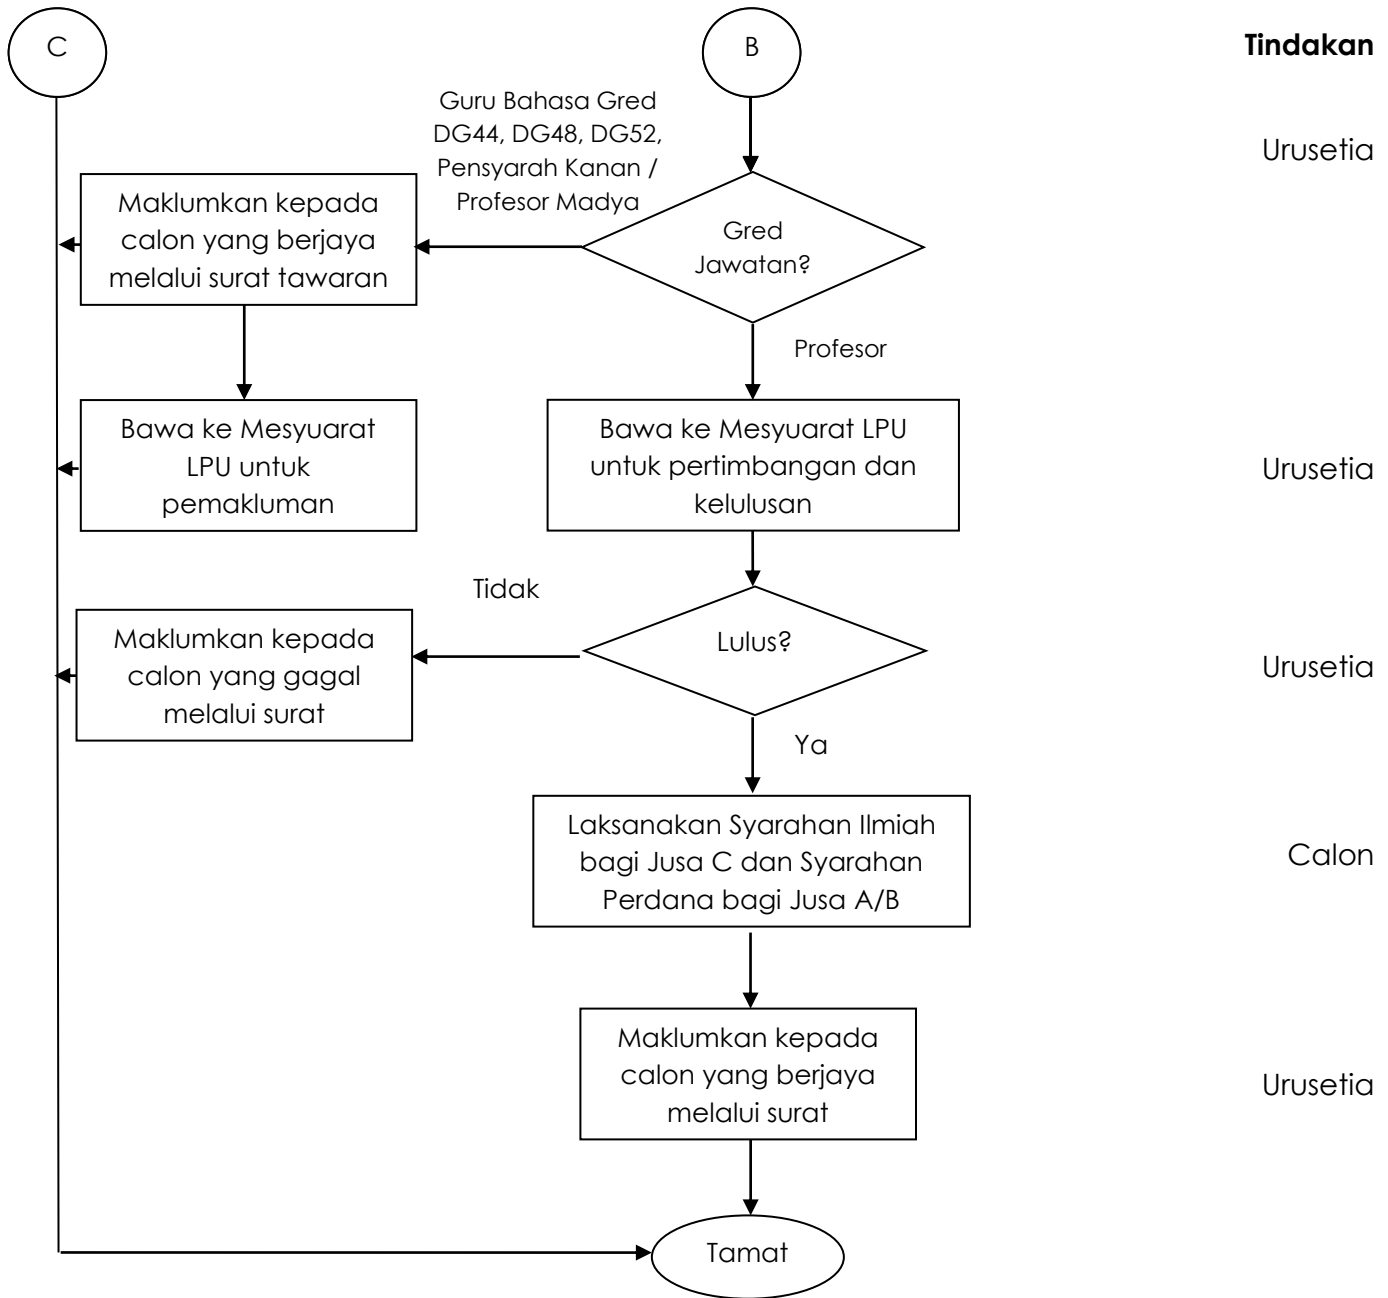 C
B
Tindakan
Guru Bahasa Gred
DG44, DG48, DG52,
Pensyarah Kanan /
Profesor Madya
Urusetia
Maklumkan kepada
calon yang berjaya
melalui surat tawaran
Gred
Jawatan?
Profesor
Bawa ke Mesyuarat
LPU untuk
pemakluman
Bawa ke Mesyuarat LPU
untuk pertimbangan dan
kelulusan
Urusetia
Tidak
Maklumkan kepada
calon yang gagal
melalui surat
Lulus?
Urusetia
Ya
Laksanakan Syarahan Ilmiah
bagi Jusa C dan Syarahan
Perdana bagi Jusa A/B
Calon
Maklumkan kepada
calon yang berjaya
melalui surat
Urusetia
Tamat